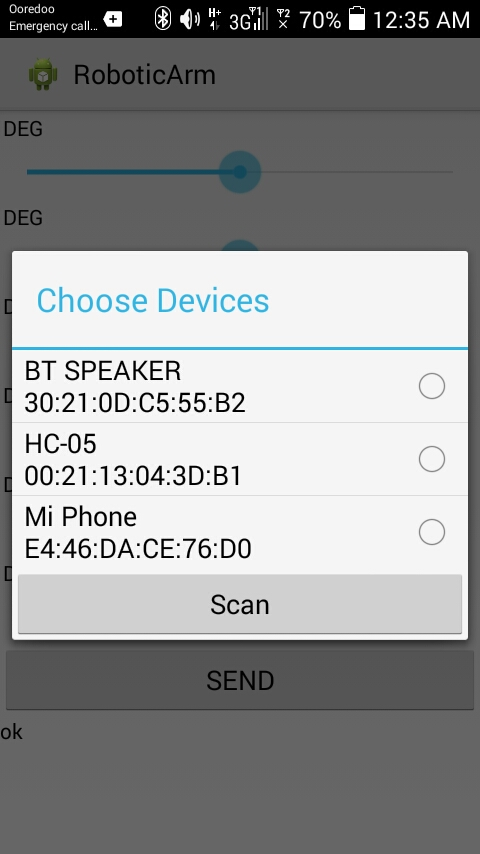 Ooredoo
Emergency call...
H+
3G
1
2
70%
12:35 AM
RoboticArm
DEG
DEG
Choose Devices
BT SPEAKER
30:21:0D:C5:55:B2
HC-05
00:21:13:04:3D:B1
Mi Phone
E4:46:DA:CE:76:D0
Scan
SEND
ok